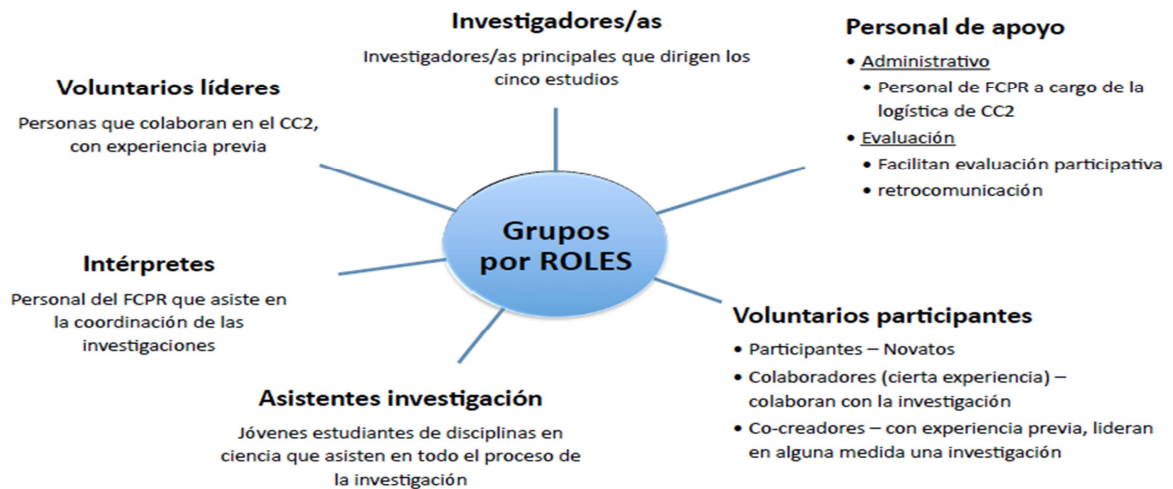 Investigadores/as
Investigadores/as principales que dirigen los
cinco estudios
Personal de apoyo
• Administrativo
• Personal de FCPR a cargo de la
logística de CC2
• Evaluación
• Facilitan evaluación participativa
• retrocomunicación
Voluntarios líderes
Personas que colaboran en el CC2,
con experiencia previa
Grupos
por ROLES
Intérpretes
Personal del FCPR que asiste en
la coordinación de las
investigaciones
Voluntarios participantes
• Participantes – Novatos
• Colaboradores (cierta experiencia) –
colaboran con la investigación
• Co-creadores – con experiencia previa, lideran
en alguna medida una investigación
Asistentes investigación
Jóvenes estudiantes de disciplinas en
ciencia que asisten en todo el proceso de
la investigación